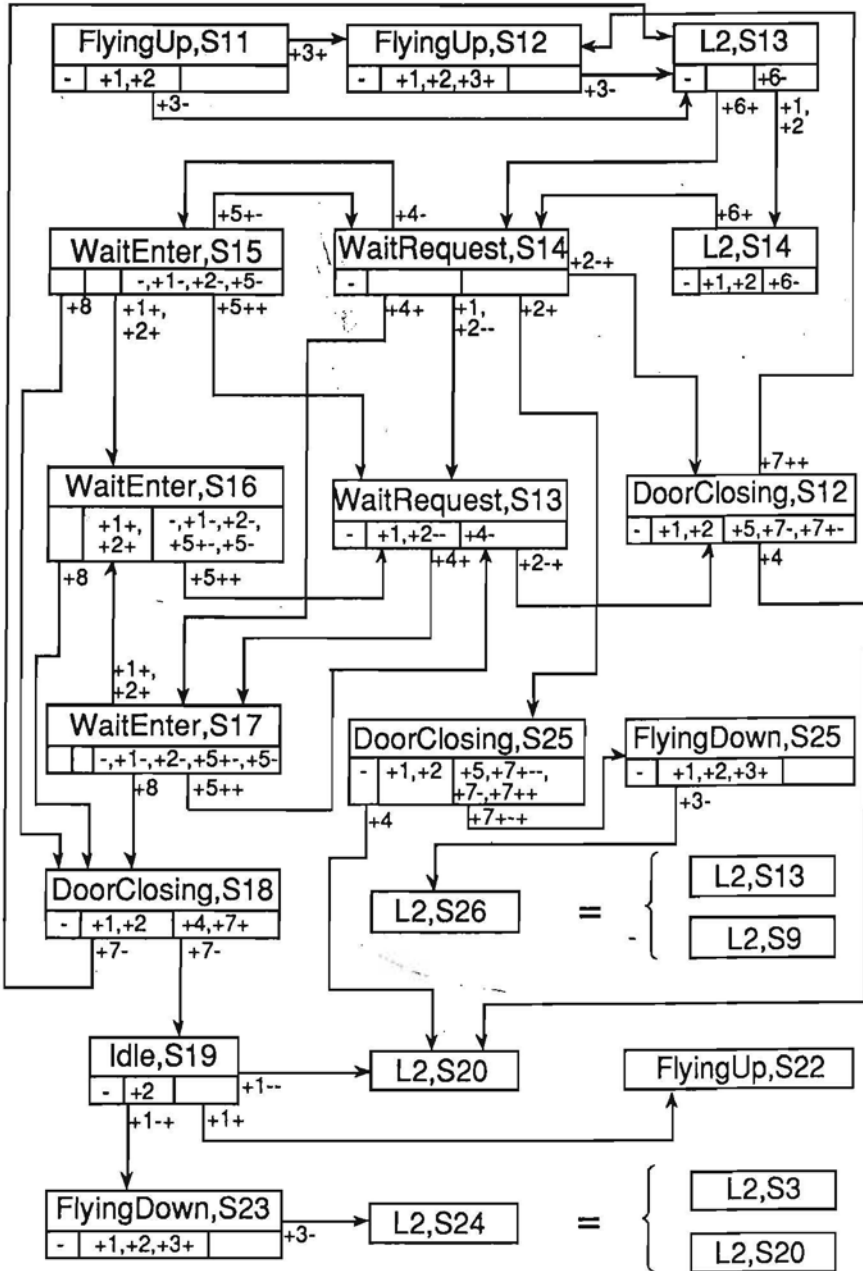 FlyingUp,S11
- +1,+2
+3-
+3+
FlyingUp,S12
- +1,+2,+3+
+3-
L2,S13
- +6-
+6+
+1,
+2
WaitEnter,S15
-,+1-,+2-,+5-
+5+-
+8
+1+,
+2+
+5++
WaitRequest,S14
-
+4-
+4+
+1,
+2--
+2+
+2-+
L2,S14
- +1,+2 +6-
+6+
WaitEnter,S16
+1+, -,+1-,+2-,
+2+ +5+-,+5-
+8
+5++
WaitRequest,S13
- +1,+2-- +4-
+4+
+2-+
DoorClosing,S12
- +1,+2 +5,+7-,+7+-
+7++
+4
+1+,
+2+
WaitEnter,S17
-,+1-,+2-,+5+-,+5-
+8
+5++
DoorClosing,S25
- +1,+2 +5,+7+--,
+7-,+7++
+4
+7+-+
FlyingDown,S25
- +1,+2,+3+
+3-
DoorClosing,S18
- +1,+2 +4,+7+
+7-
+7-
L2,S26
=
{
L2,S13
L2,S9
Idle,S19
- +2
+1--
+1-+
+1+
L2,S20
FlyingUp,S22
FlyingDown,S23
- +1,+2,+3+
+3-
L2,S24
=
{
L2,S3
L2,S20